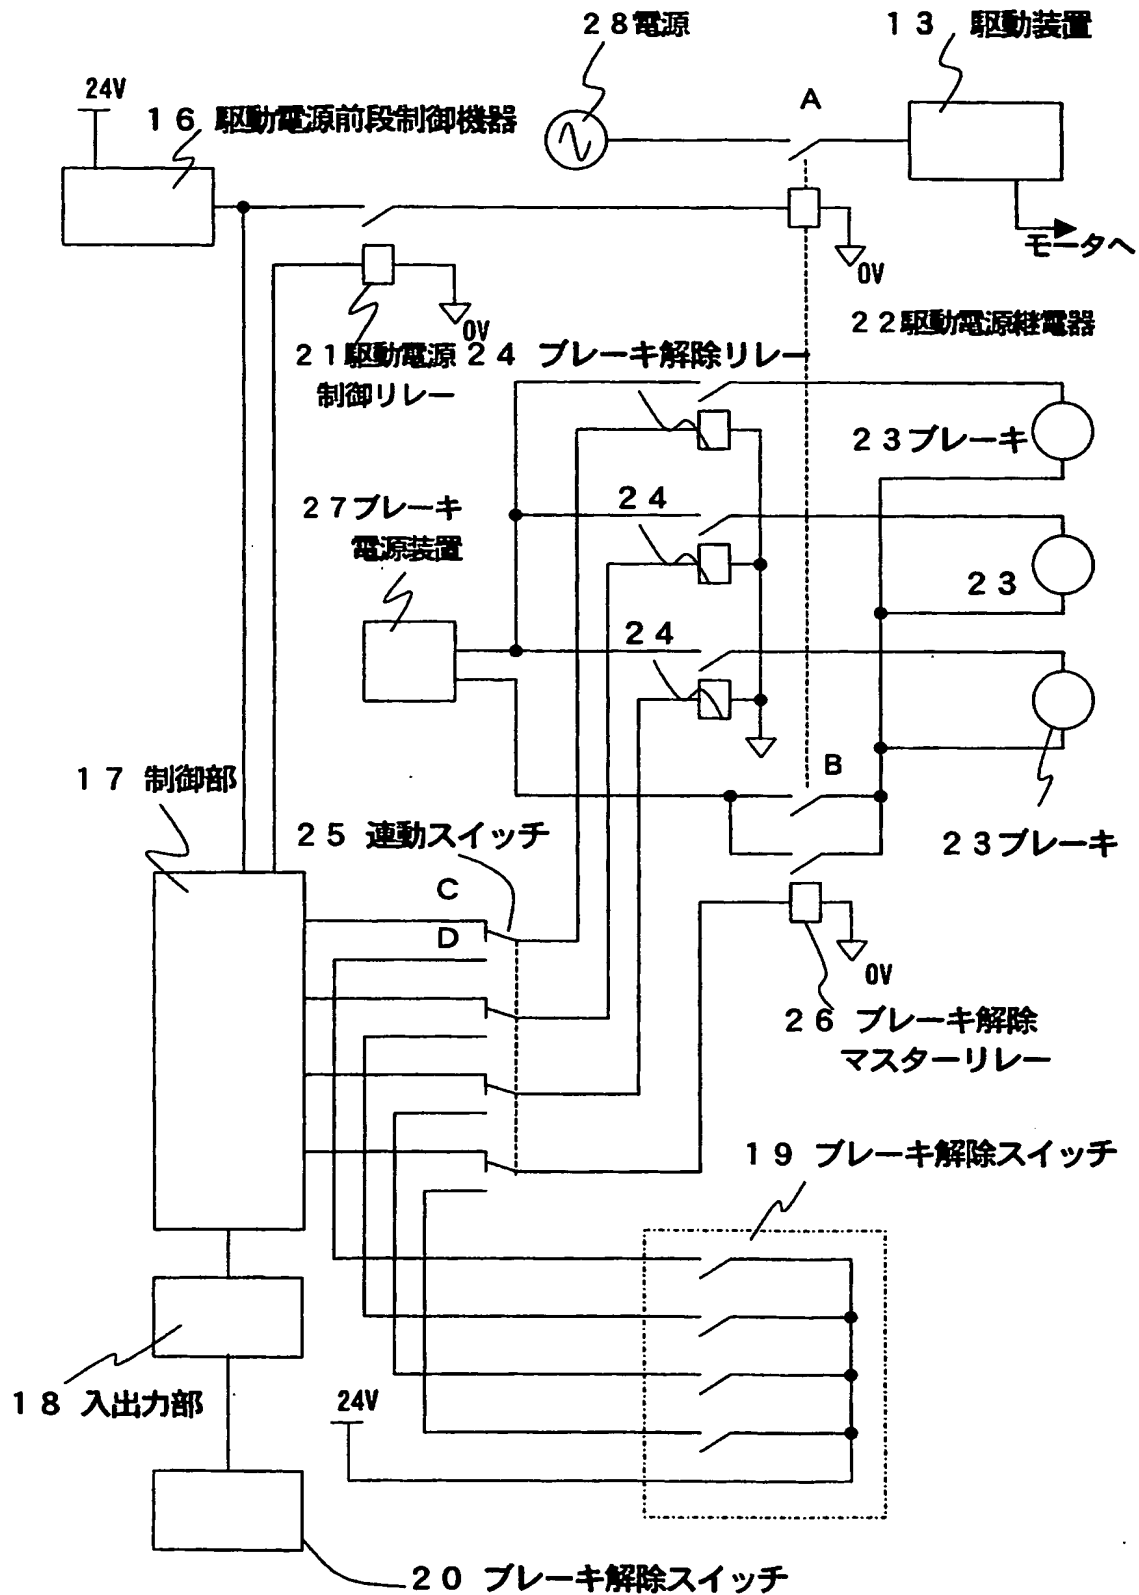 28電源
13 駆動装置
24V
16 駆動電源前段制御機器
A
モータへ
0V
0V
22駆動電源継電器
21駆動電源
制御リレー
24 ブレーキ解除リレー
23ブレーキ
27ブレーキ
電源装置
24
23
24
B
17 制御部
25 連動スイッチ
23ブレーキ
C
D
0V
26 ブレーキ解除
マスターリレー
19 ブレーキ解除スイッチ
18 入出力部
24V
20 ブレーキ解除スイッチ